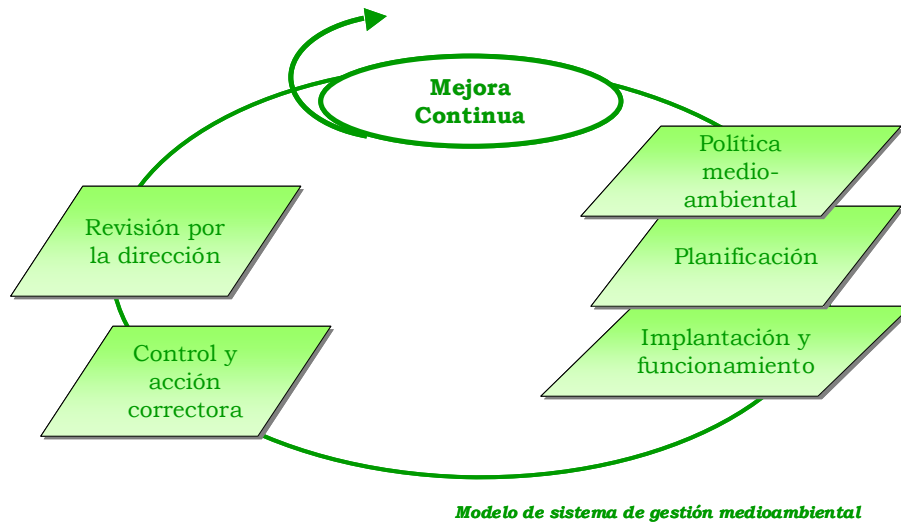 Mejora
Continua
Política
medio-
ambiental
Planificación
Implantación y
funcionamiento
Control y
acción
correctora
Revisión por
la dirección
Modelo de sistema de gestión medioambiental